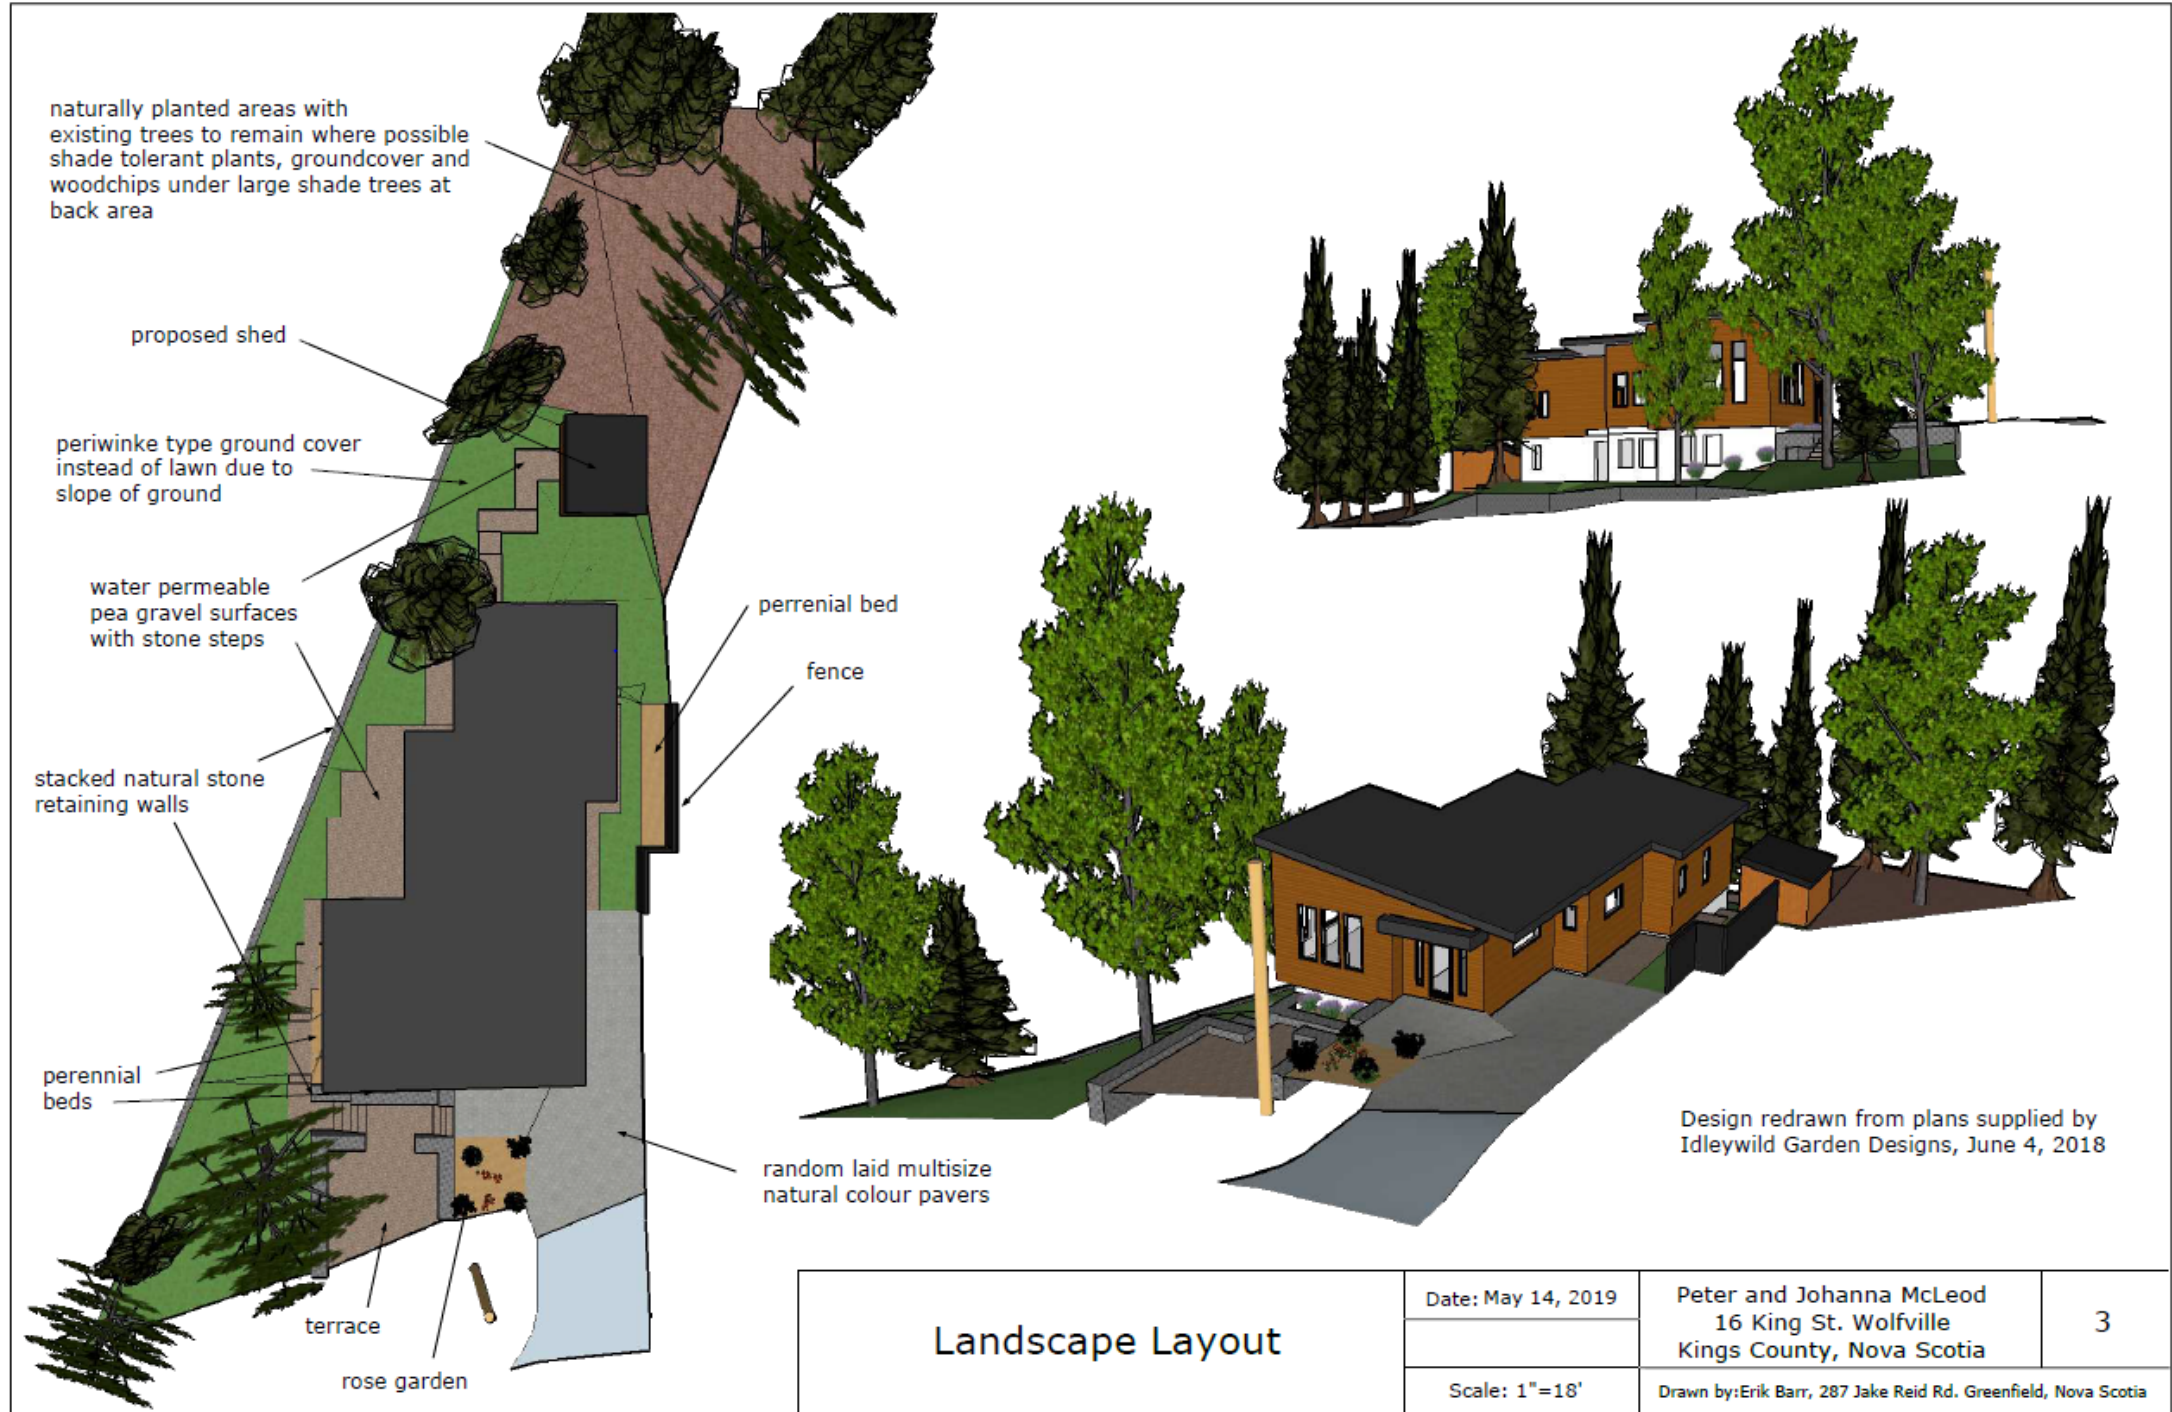 naturally planted areas with
existing trees to remain where possible
shade tolerant plants, groundcover and
woodchips under large shade trees at
back area
proposed shed
periwinke type ground cover
instead of lawn due to
slope of ground
water permeable
pea gravel surfaces
with stone steps
perrenial bed
fence
stacked natural stone
retaining walls
perennial
beds
random laid multisize
natural colour pavers
terrace
rose garden
Design redrawn from plans supplied by
Idleywild Garden Designs, June 4, 2018
Landscape Layout
Date: May 14, 2019
Scale: 1"=18'
Peter and Johanna McLeod
16 King St. Wolfville
Kings County, Nova Scotia
3
Drawn by:Erik Barr, 287 Jake Reid Rd. Greenfield, Nova Scotia